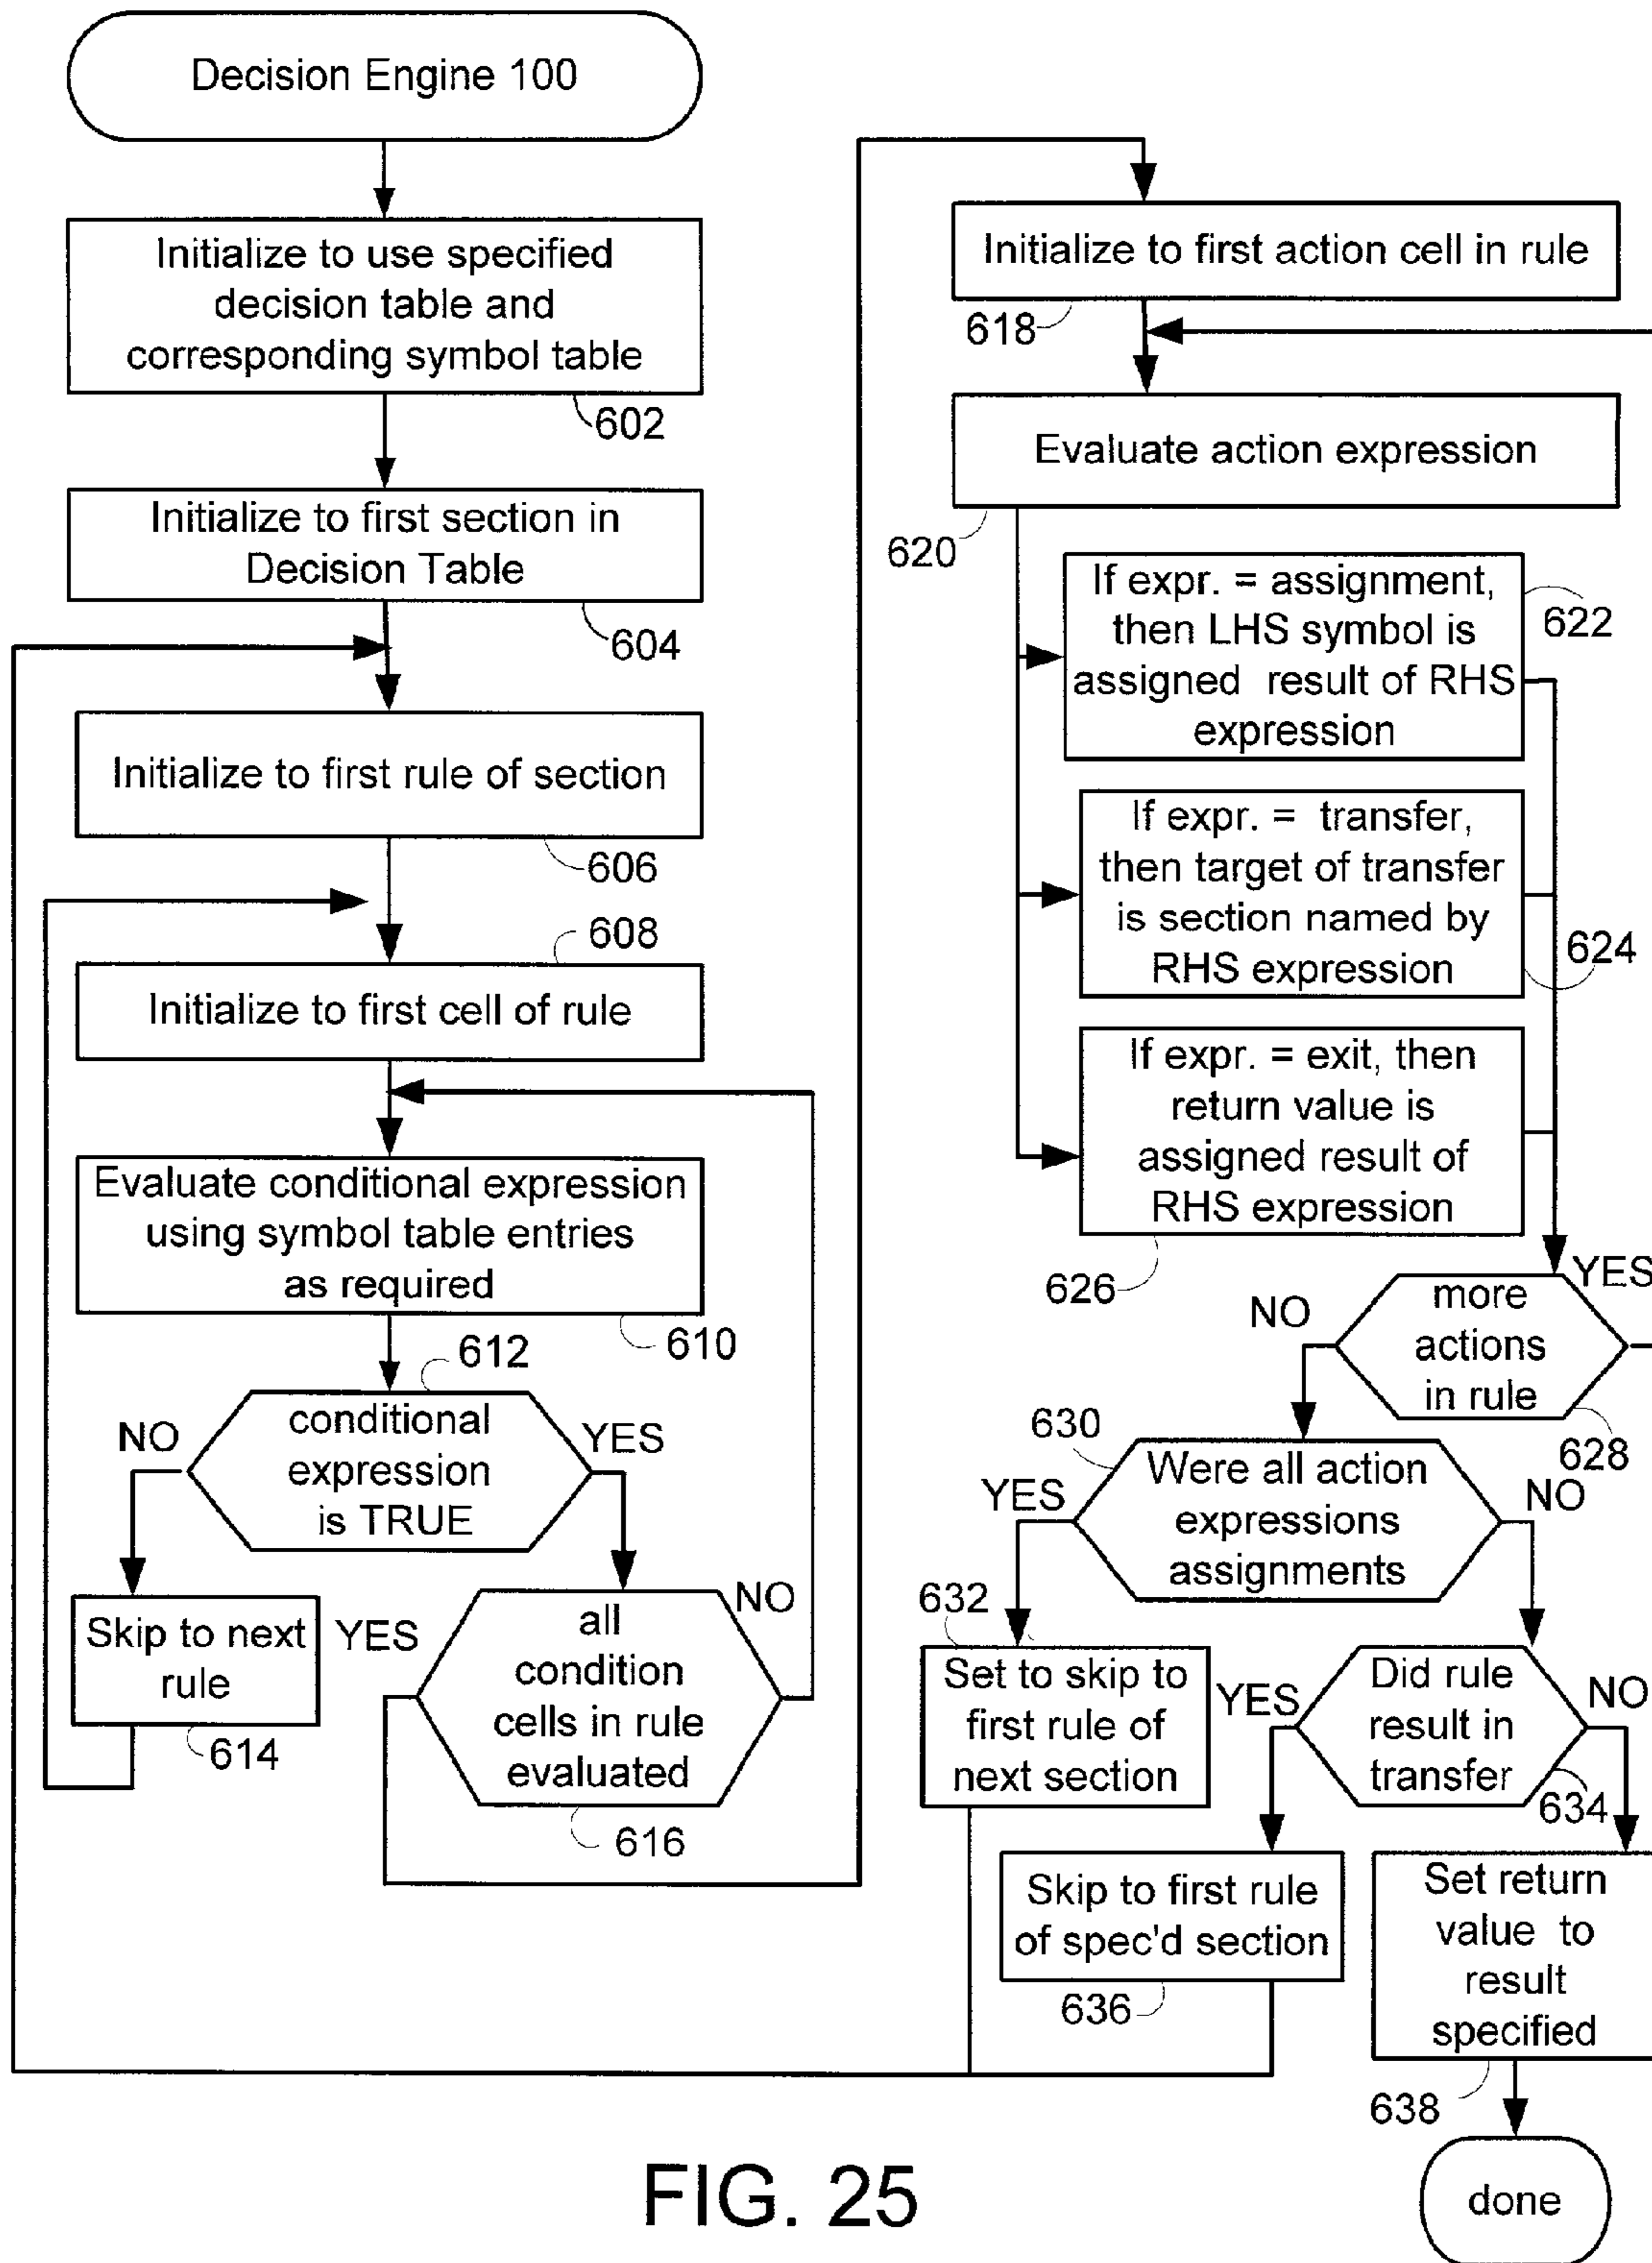 Decision Engine 100
Initialize to use specified
decision table and
corresponding symbol table
602
Initialize to first section in
Decision Table
604
Initialize to first rule of section
606
608
Initialize to first cell of rule
Evaluate conditional expression
using symbol table entries
as required
610
612
conditional
expression
is TRUE
NO
YES
Skip to next
rule
614
YES
all
condition
cells in rule
evaluated
NO
616
Initialize to first action cell in rule
618
Evaluate action expression
620
If expr. = assignment,
then LHS symbol is
assigned result of RHS
expression
622
If expr. = transfer,
then target of transfer
is section named by
RHS expression
624
If expr. = exit, then
return value is
assigned result of
RHS expression
626
YES
NO
more
actions
in rule
628
630
YES
Were all action
expressions
assignments
NO
632
Set to skip to
first rule of
next section
YES
Did rule
result in
transfer
NO
634
Skip to first rule
of spec'd section
636
Set return
value to
result
specified
638
done
FIG. 25